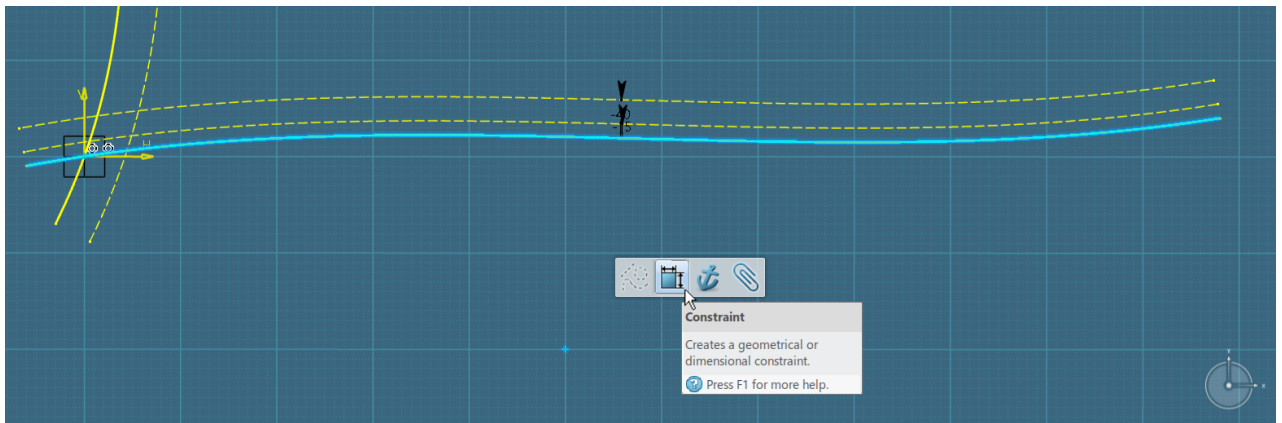 V
H
Constraint
Creates a geometrical or
dimensional constraint.
? Press F1 for more help.
Y
X